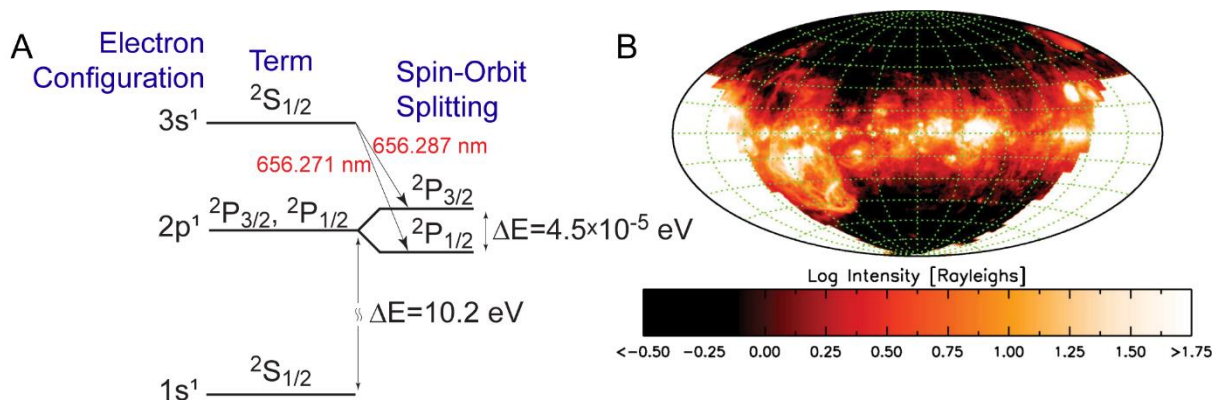 A
Electron
Configuration
Term
Spin-Orbit
Splitting
3s¹
²S₁/₂
656.287 nm
656.271 nm
2p¹
²P₃/₂, ²P₁/₂
²P₃/₂
²P₁/₂
ΔE=4.5×10⁻⁵ eV
ΔE=10.2 eV
1s¹
²S₁/₂
B
Log Intensity [Rayleighs]
<-0.50 -0.25 0.00 0.25 0.50 0.75 1.00 1.25 1.50 >1.75